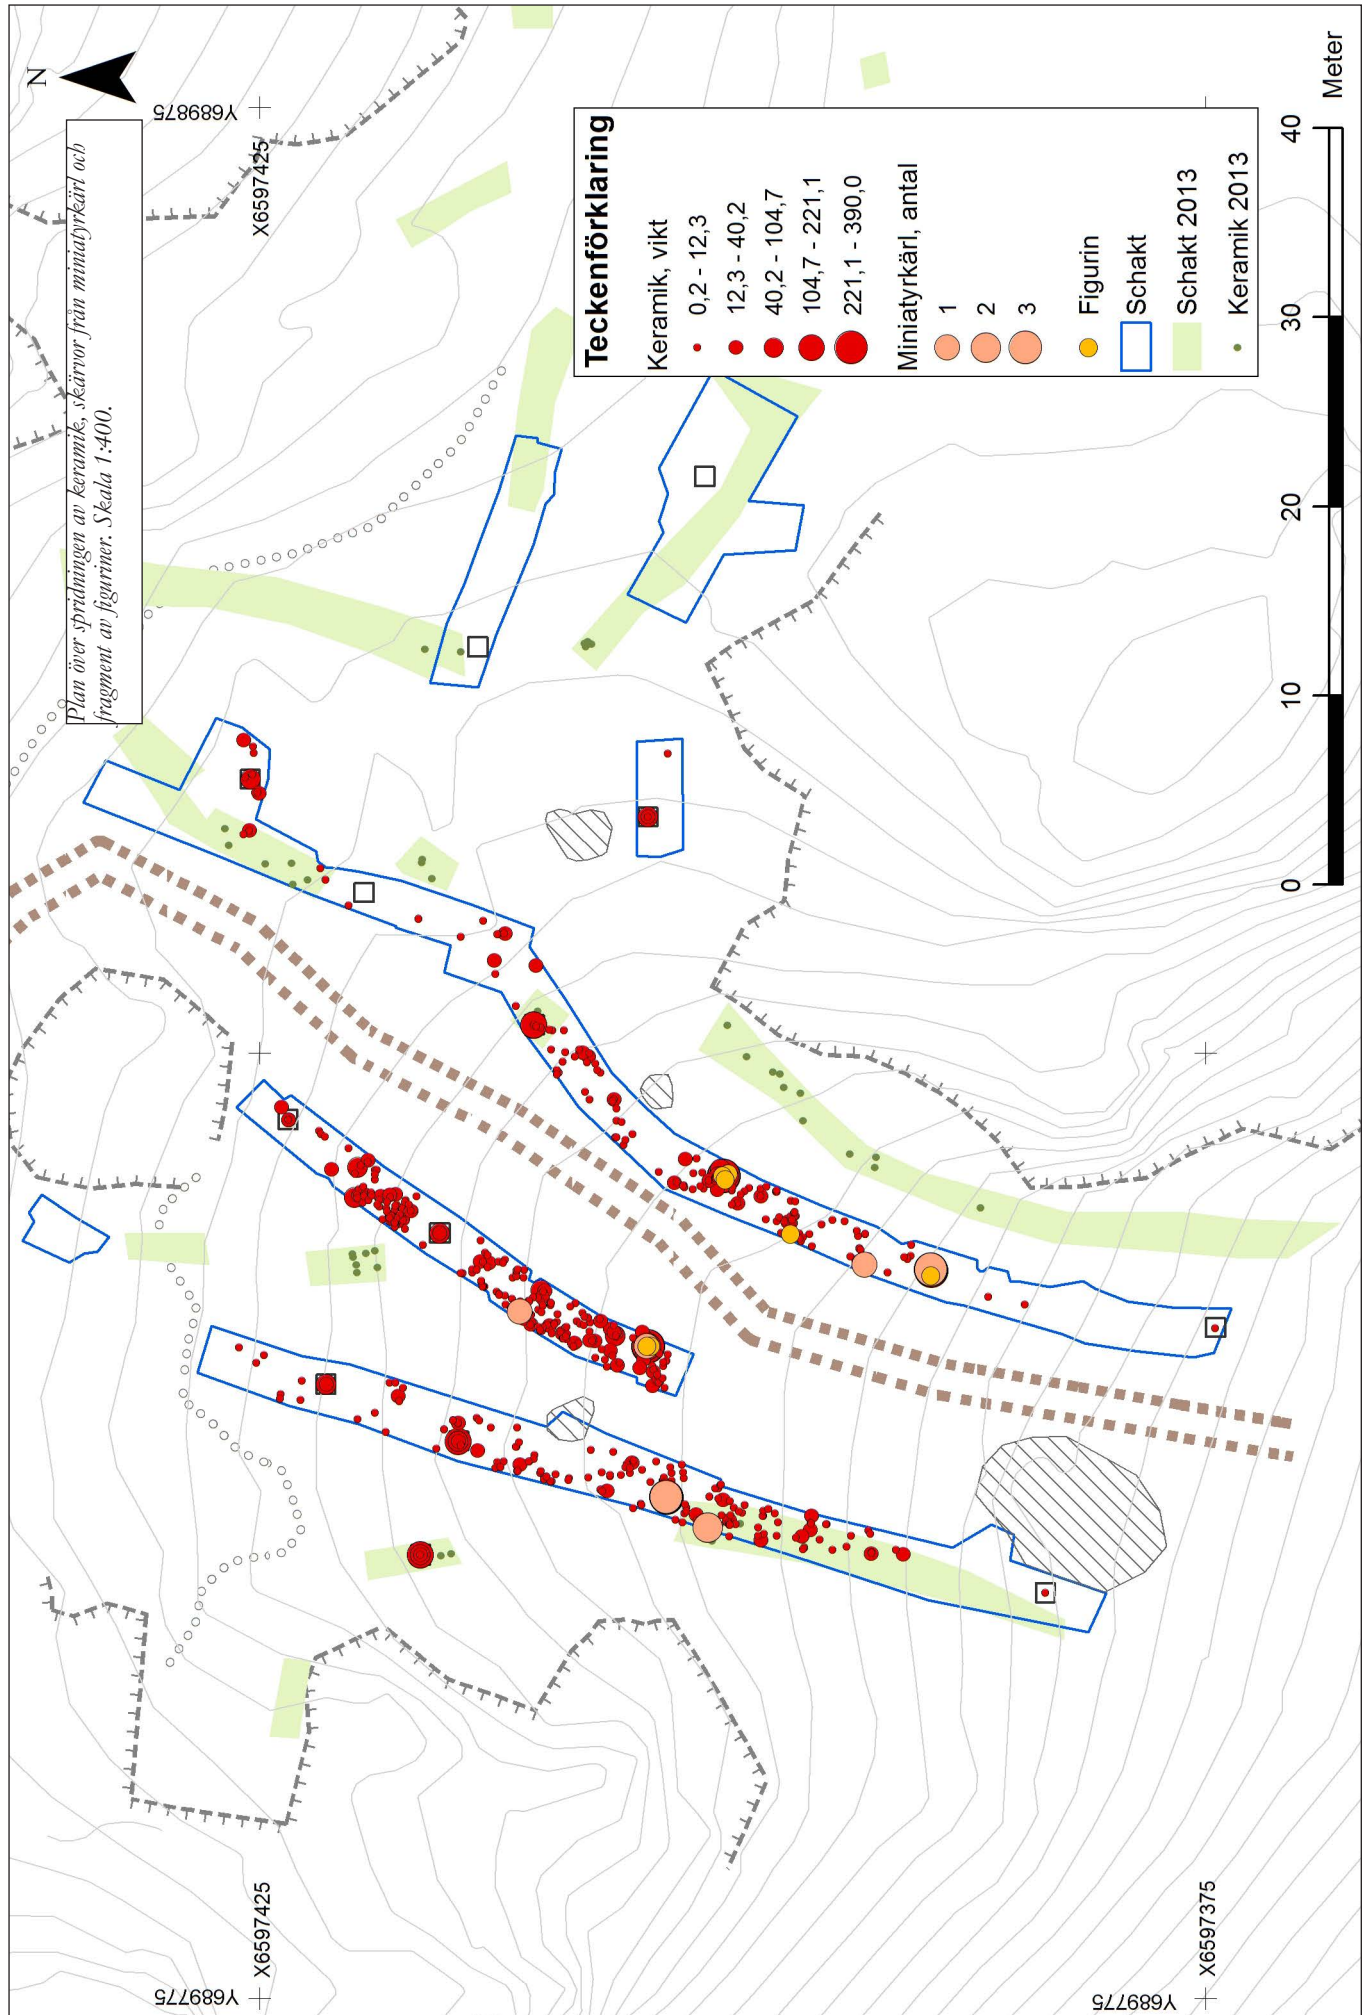 Plan över spridningen av keramik, skärvor från miniatyrkärl och
fragment av figuriner. Skala 1:400.
N
Y689875
X6597425
Teckenförklaring
Keramik, vikt
0,2 - 12,3
12,3 - 40,2
40,2 - 104,7
104,7 - 221,1
221,1 - 390,0
Miniatyrkärl, antal
1
2
3
Figurin
Schakt
Schakt 2013
Keramik 2013
0
10
20
30
40
Meter
Y689775
X6597425
Y689775
X6597375